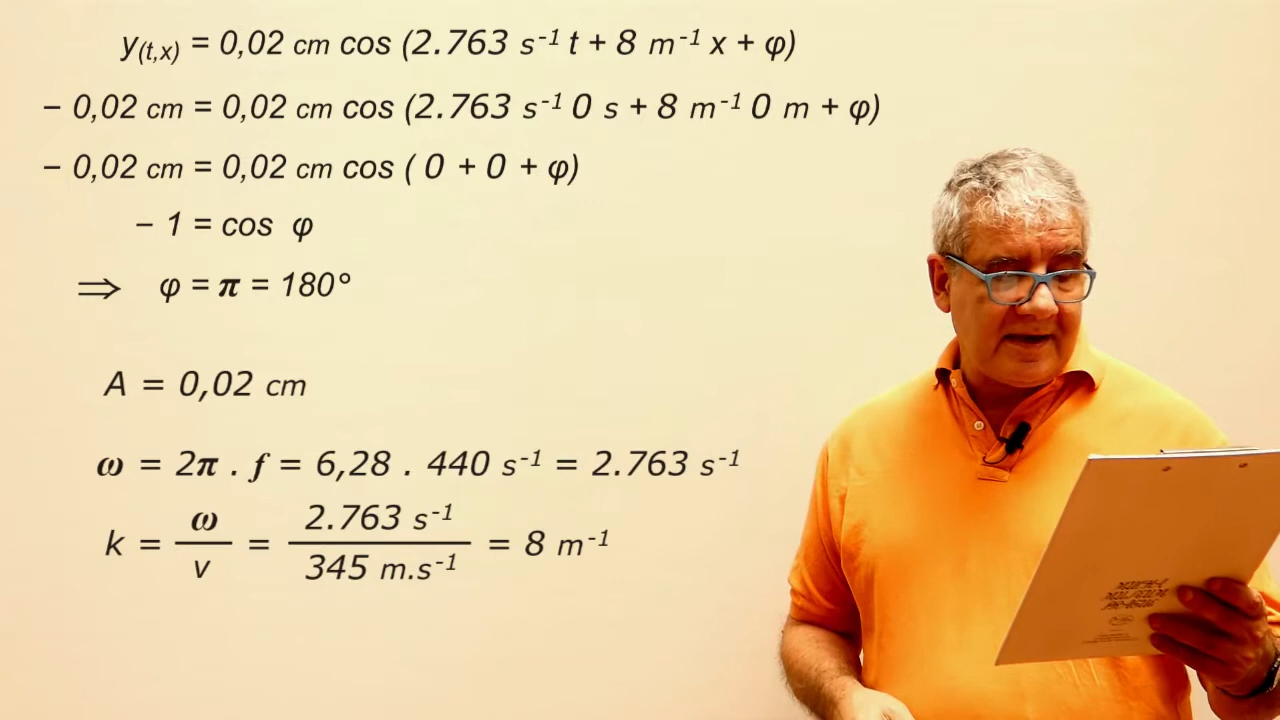 y(t,x) = 0,02 cm cos (2.763 s⁻¹ t + 8 m⁻¹ x + φ)
– 0,02 cm = 0,02 cm cos (2.763 s⁻¹ 0 s + 8 m⁻¹ 0 m + φ)
– 0,02 cm = 0,02 cm cos ( 0 + 0 + φ)
– 1 = cos φ
⇒ φ = π = 180°
A = 0,02 cm
ω = 2π . f = 6,28 . 440 s⁻¹ = 2.763 s⁻¹
k = ω / v = 2.763 s⁻¹ / 345 m.s⁻¹ = 8 m⁻¹